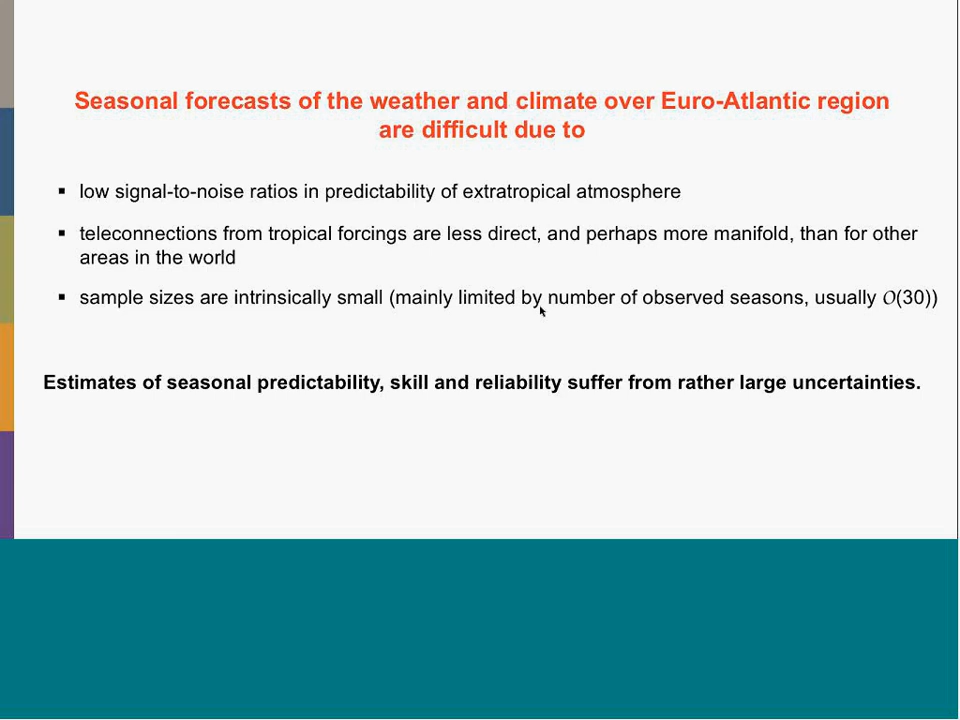 Seasonal forecasts of the weather and climate over Euro-Atlantic region
are difficult due to
▪ low signal-to-noise ratios in predictability of extratropical atmosphere
▪ teleconnections from tropical forcings are less direct, and perhaps more manifold, than for other
areas in the world
▪ sample sizes are intrinsically small (mainly limited by number of observed seasons, usually 𝒪(30))
Estimates of seasonal predictability, skill and reliability suffer from rather large uncertainties.